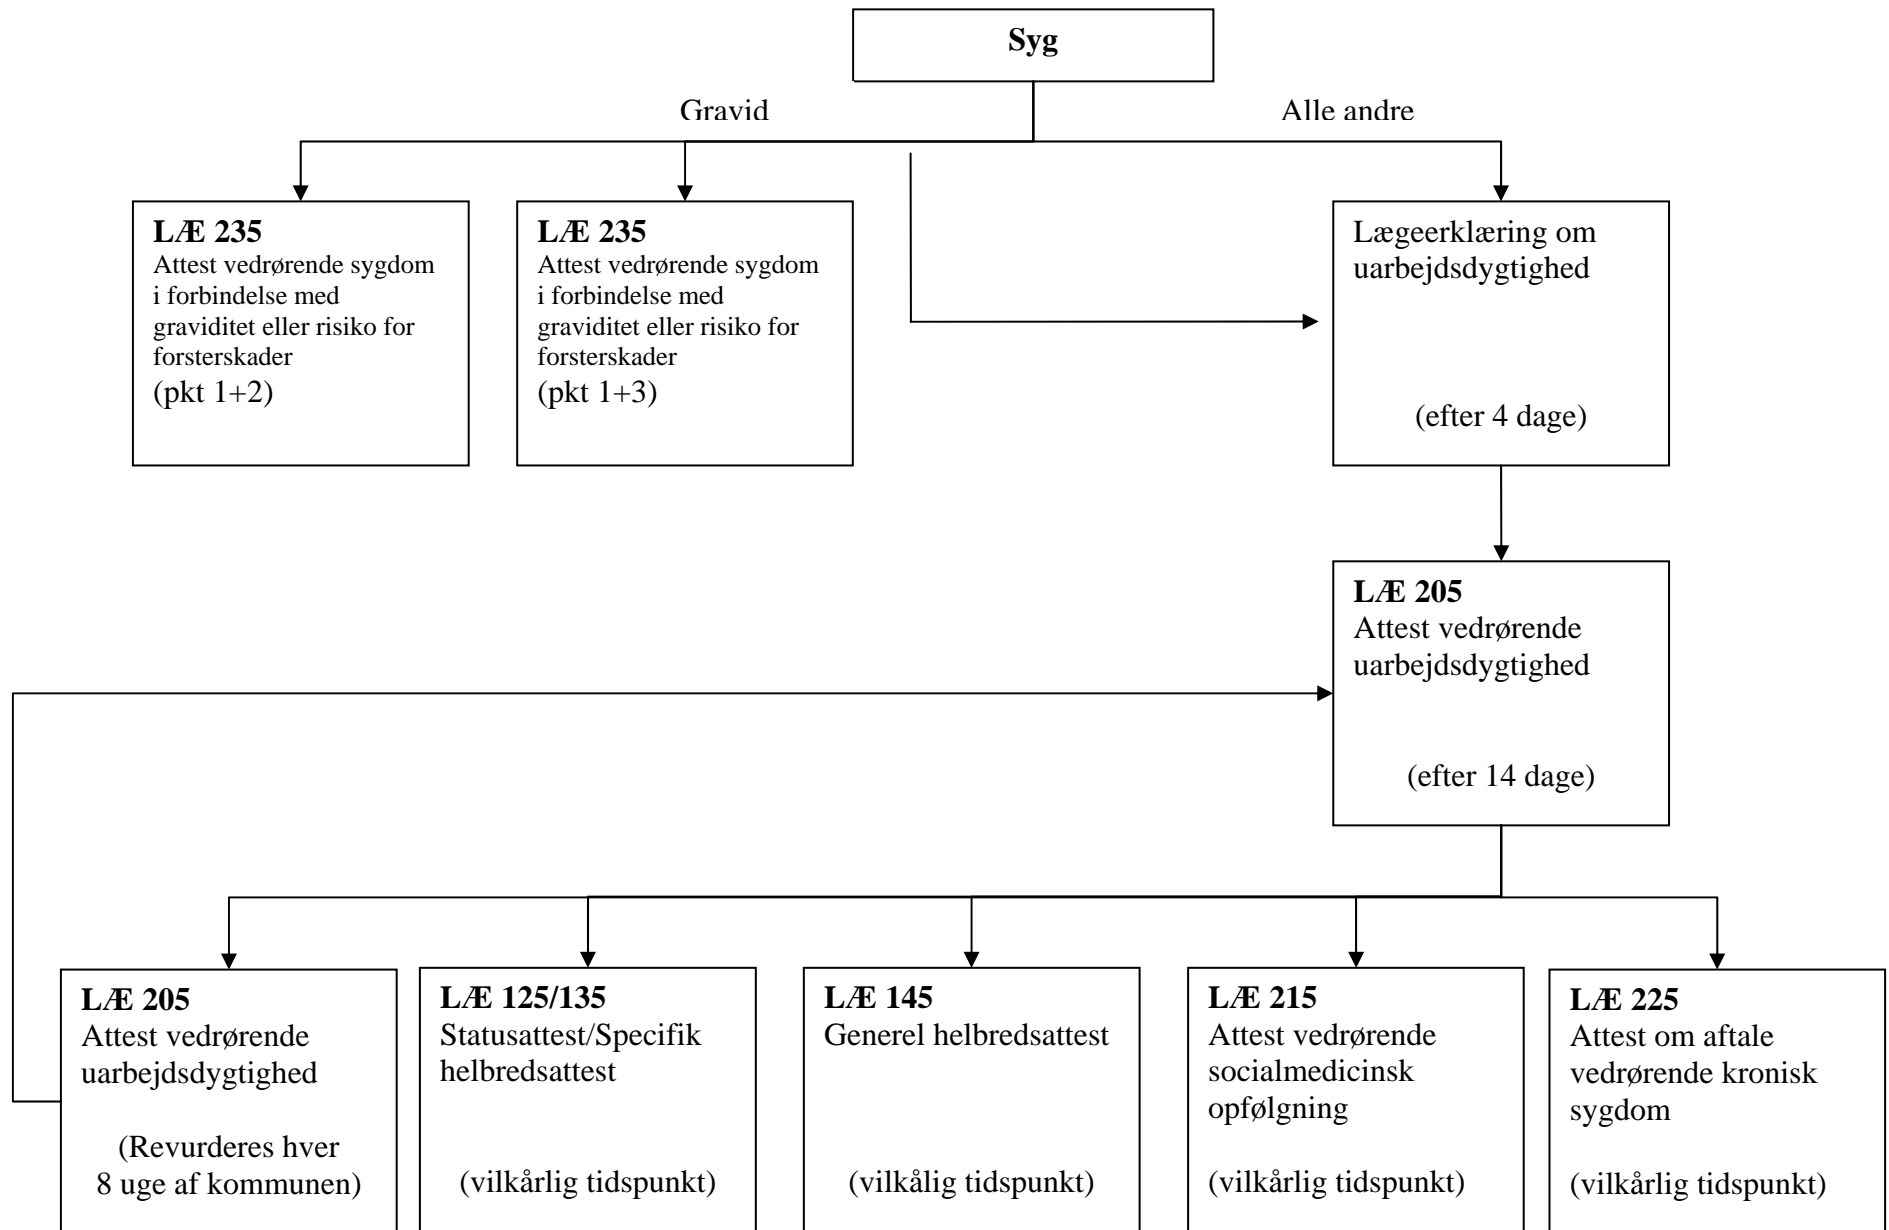 Syg
Gravid
Alle andre
LÆ 235
Attest vedrørende sygdom
i forbindelse med
graviditet eller risiko for
forsterskader
(pkt 1+2)
LÆ 235
Attest vedrørende sygdom
i forbindelse med
graviditet eller risiko for
forsterskader
(pkt 1+3)
Lægeerklæring om
uarbejdsdygtighed
(efter 4 dage)
LÆ 205
Attest vedrørende
uarbejdsdygtighed
(efter 14 dage)
LÆ 205
Attest vedrørende
uarbejdsdygtighed
(Revurderes hver
8 uge af kommunen)
LÆ 125/135
Statusattest/Specifik
helbredsattest
(vilkårlig tidspunkt)
LÆ 145
Generel helbredsattest
(vilkålig tidspunkt)
LÆ 215
Attest vedrørende
socialmedicinsk
opfølgning
(vilkårlig tidspunkt)
LÆ 225
Attest om aftale
vedrørende kronisk
sygdom
(vilkårlig tidspunkt)